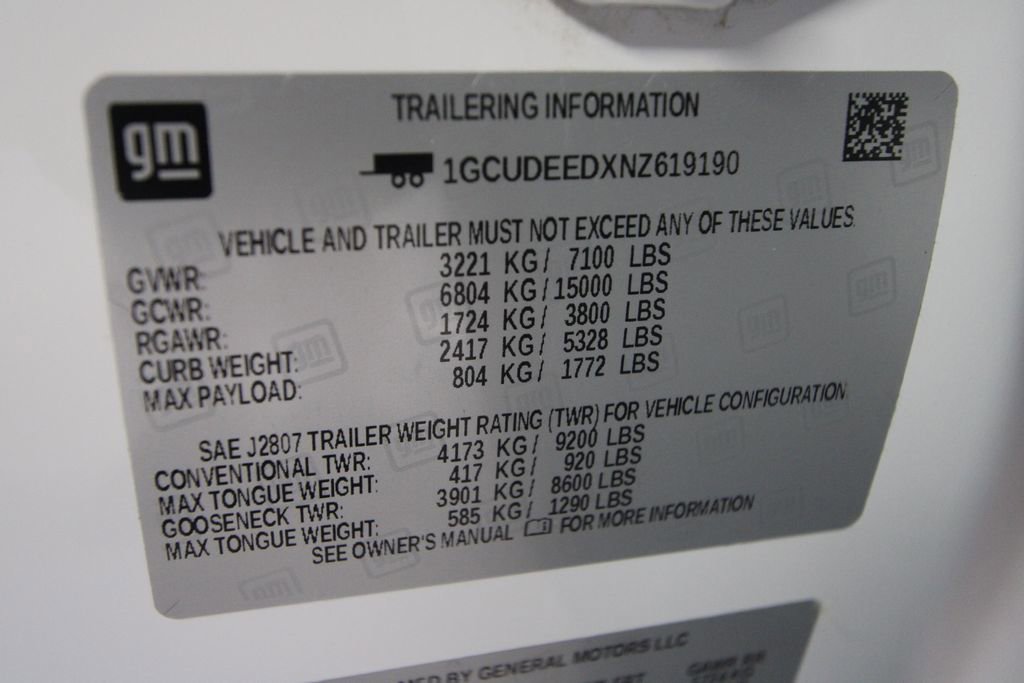 gm
TRAILERING INFORMATION
1GCUDEEDXNZ619190
VEHICLE AND TRAILER MUST NOT EXCEED ANY OF THESE VALUES.
GVWR: 3221 KG/ 7100 LBS
GCWR: 6804 KG/15000 LBS
RGAWR: 1724 KG/ 3800 LBS
CURB WEIGHT: 2417 KG/ 5328 LBS
MAX PAYLOAD: 804 KG/ 1772 LBS
SAE J2807 TRAILER WEIGHT RATING (TWR) FOR VEHICLE CONFIGURATION
CONVENTIONAL TWR: 4173 KG/ 9200 LBS
MAX TONGUE WEIGHT: 417 KG/ 920 LBS
GOOSENECK TWR: 3901 KG/ 8600 LBS
MAX TONGUE WEIGHT: 585 KG/ 1290 LBS
SEE OWNER'S MANUAL FOR MORE INFORMATION
BY GENERAL MOTORS LLC